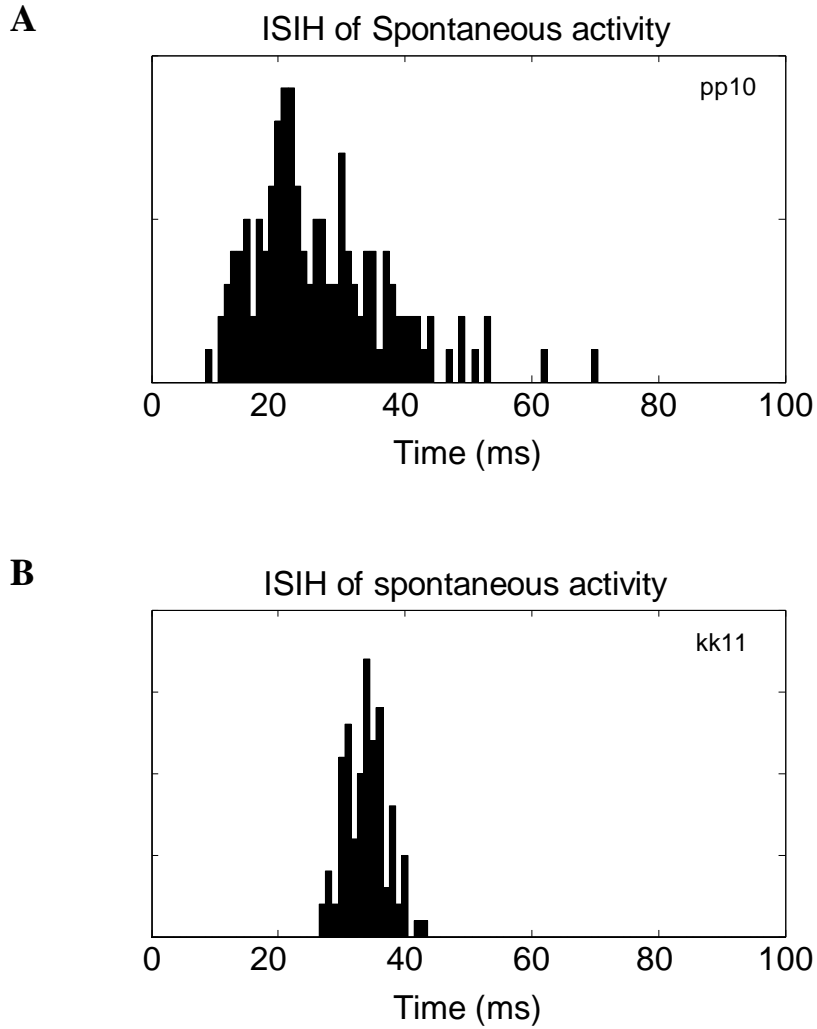 A
ISIH of Spontaneous activity
pp10
0 20 40 60 80 100
Time (ms)
B
ISIH of spontaneous activity
kk11
0 20 40 60 80 100
Time (ms)